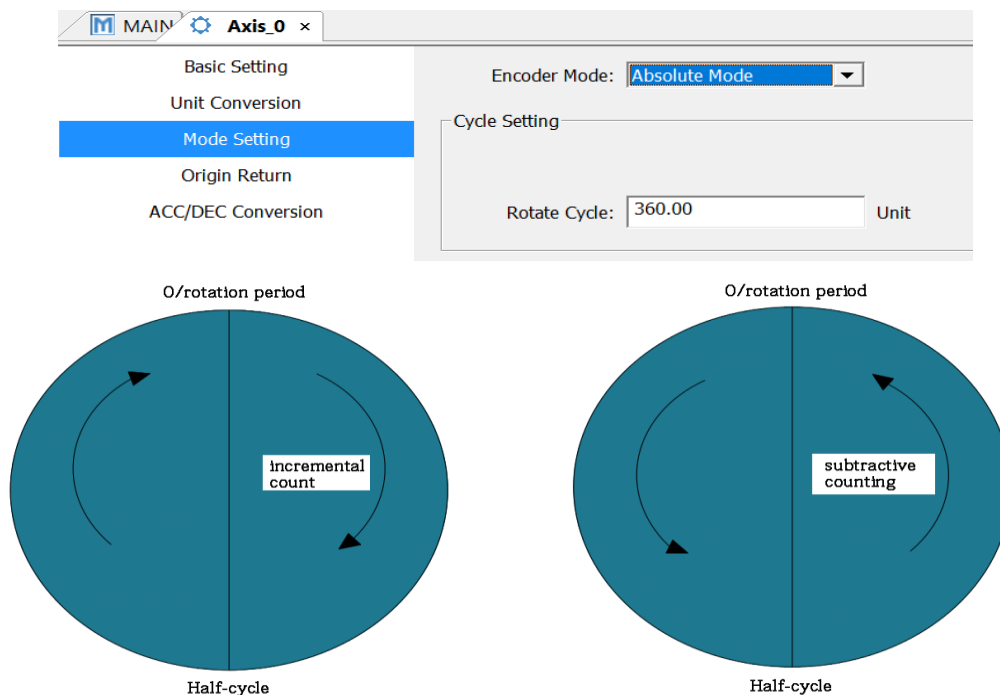 MAIN
Axis_0 ×
Basic Setting
Unit Conversion
Mode Setting
Origin Return
ACC/DEC Conversion
Encoder Mode: Absolute Mode
Cycle Setting
Rotate Cycle: 360.00 Unit
0/rotation period
incremental
count
Half-cycle
0/rotation period
subtractive
counting
Half-cycle